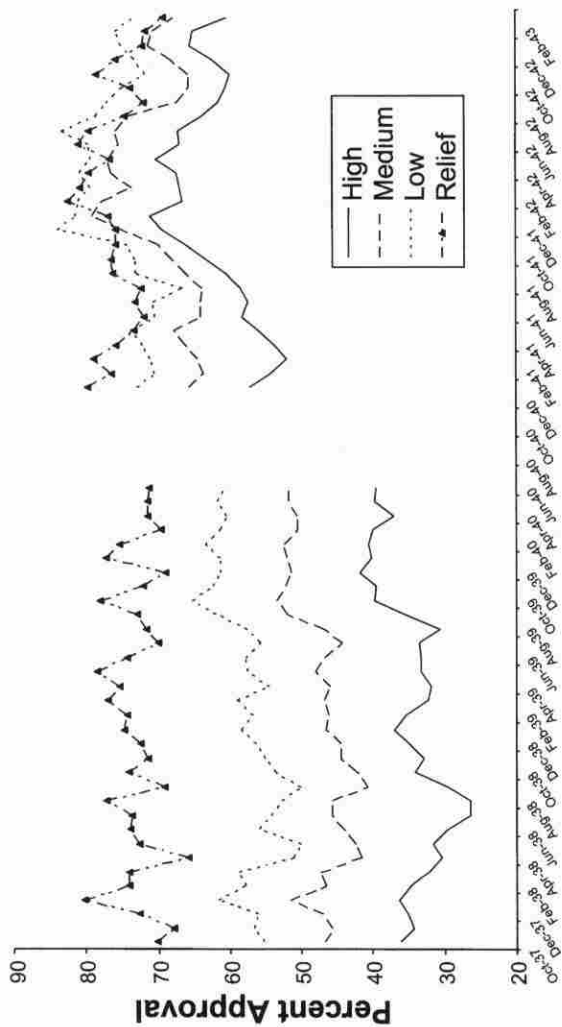 Percent Approval
90
80
70
60
50
40
30
20
High
Medium
Low
Relief
Oct-37
Dec-37
Feb-38
Apr-38
Jun-38
Aug-38
Oct-38
Dec-38
Feb-39
Apr-39
Jun-39
Aug-39
Oct-39
Dec-39
Feb-40
Apr-40
Jun-40
Aug-40
Oct-40
Dec-40
Feb-41
Apr-41
Jun-41
Aug-41
Oct-41
Dec-41
Feb-42
Apr-42
Jun-42
Aug-42
Oct-42
Dec-42
Feb-43